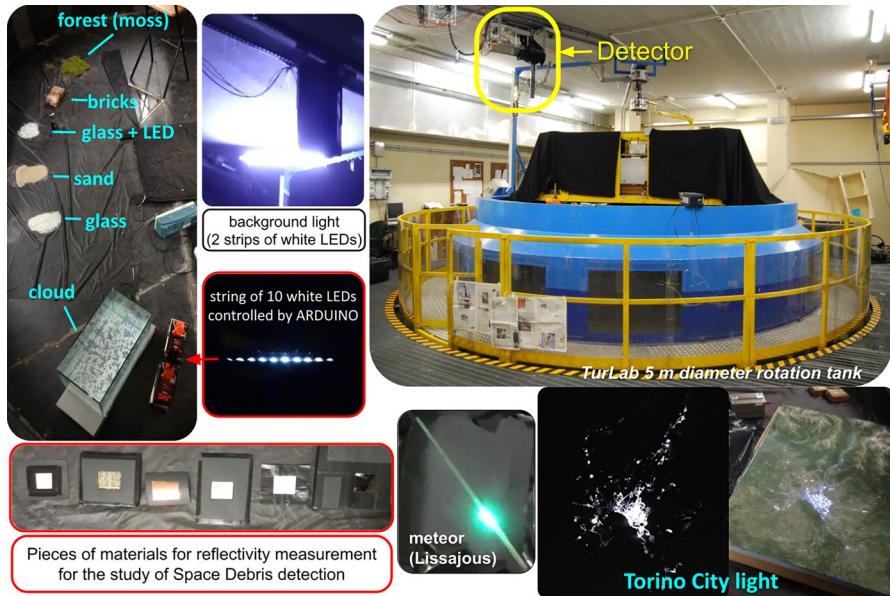 forest (moss)
bricks
glass + LED
sand
glass
cloud
background light
(2 strips of white LEDs)
string of 10 white LEDs
controlled by ARDUINO
Detector
TurLab 5 m diameter rotation tank
Pieces of materials for reflectivity measurement
for the study of Space Debris detection
meteor
(Lissajous)
Torino City light